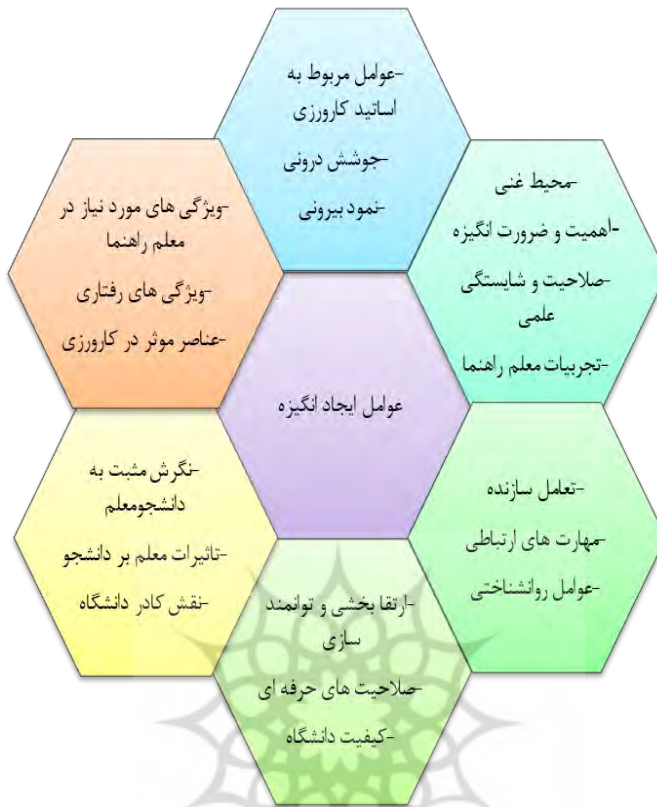 -عوامل مربوط به
اساتید کارورزی
-جوشش درونی
-نمود بیرونی
-محیط غنی
-اهمیت و ضرورت انگیزه
-صلاحیت و شایستگی
علمی
-تجربیات معلم راهنما
-ویژگی های مورد نیاز در
معلم راهنما
-ویژگی های رفتاری
-عناصر موثر در کارورزی
عوامل ایجاد انگیزه
-تعامل سازنده
-مهارت های ارتباطی
-عوامل روانشناختی
-نگرش مثبت به
دانشجومعلم
-تاثیرات معلم بر دانشجو
-نقش کادر دانشگاه
-ارتقا بخشی و توانمند
سازی
-صلاحیت های حرفه ای
-کیفیت دانشگاه